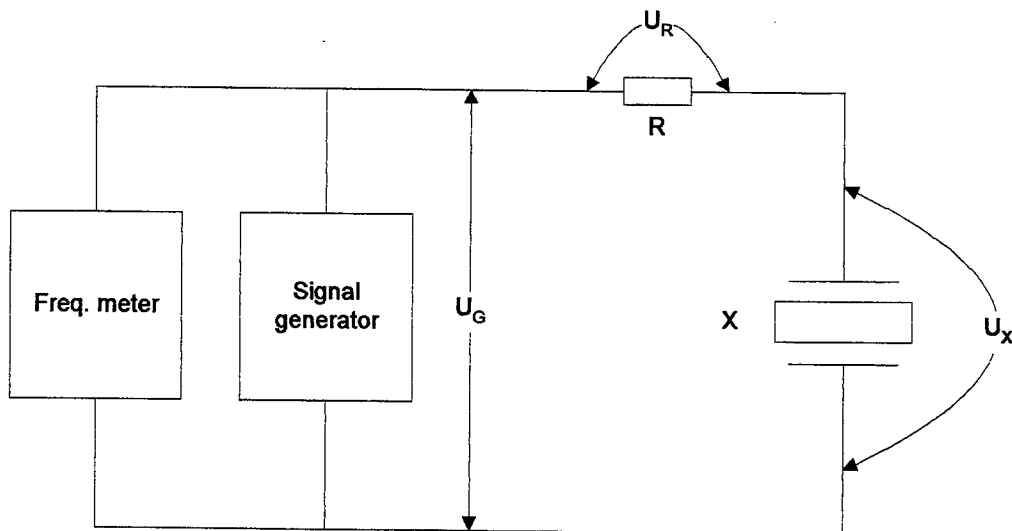 U_R
R
Freq. meter
Signal
generator
U_G
X
U_X